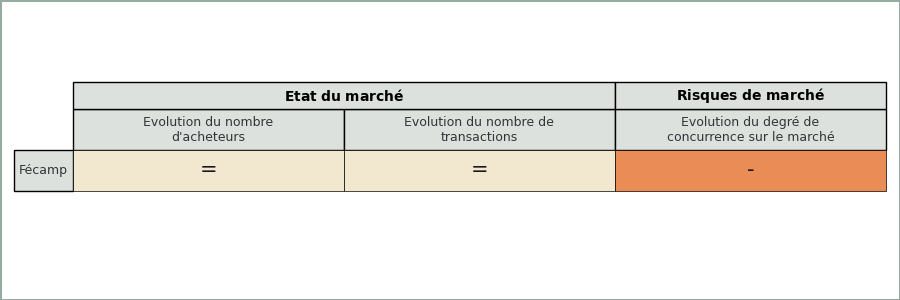 Etat du marché
Risques de marché
Evolution du nombre
d'acheteurs
Evolution du nombre de
transactions
Evolution du degré de
concurrence sur le marché
Fécamp
=
=
-